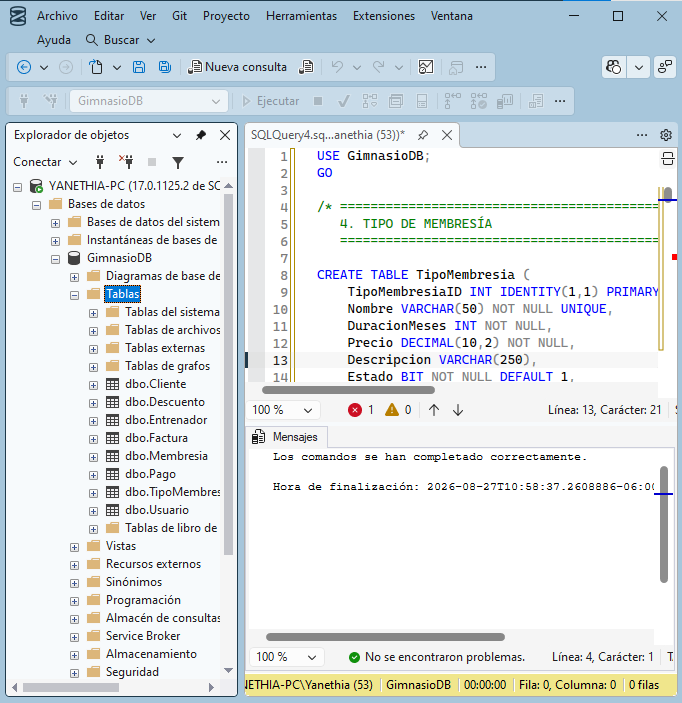 Archivo Editar Ver Git Proyecto Herramientas Extensiones Ventana
Ayuda Buscar
Nueva consulta
GimnasioDB Ejecutar
Explorador de objetos
Conectar
YANETHIA-PC (17.0.1125.2 de SC
Bases de datos
Bases de datos del sistem
Instantáneas de bases de
GimnasioDB
Diagramas de base de
Tablas
Tablas del sistema
Tablas de archivos
Tablas externas
Tablas de grafos
dbo.Cliente
dbo.Descuento
dbo.Entrenador
dbo.Factura
dbo.Membresia
dbo.Pago
dbo.TipoMembres
dbo.Usuario
Tablas de libro de
Vistas
Recursos externos
Sinónimos
Programación
Almacén de consultas
Service Broker
Almacenamiento
Seguridad
SQLQuery4.sq...anethia (53))*
1 USE GimnasioDB;
2 GO
3
4 /* ==========================================
5 4. TIPO DE MEMBRESÍA
6 ==========================================
7
8 CREATE TABLE TipoMembresia (
9 TipoMembresiaID INT IDENTITY(1,1) PRIMARY
10 Nombre VARCHAR(50) NOT NULL UNIQUE,
11 DuracionMeses INT NOT NULL,
12 Precio DECIMAL(10,2) NOT NULL,
13 Descripcion VARCHAR(250),
14 Estado BIT NOT NULL DEFAULT 1,
100 % 1 0 Línea: 13, Carácter: 21
Mensajes
Los comandos se han completado correctamente.
Hora de finalización: 2026-08-27T10:58:37.2608886-06:00
100 % No se encontraron problemas. Línea: 4, Carácter: 1
NETHIA-PC\Yanethia (53) GimnasioDB 00:00:00 Fila: 0, Columna: 0 0 filas